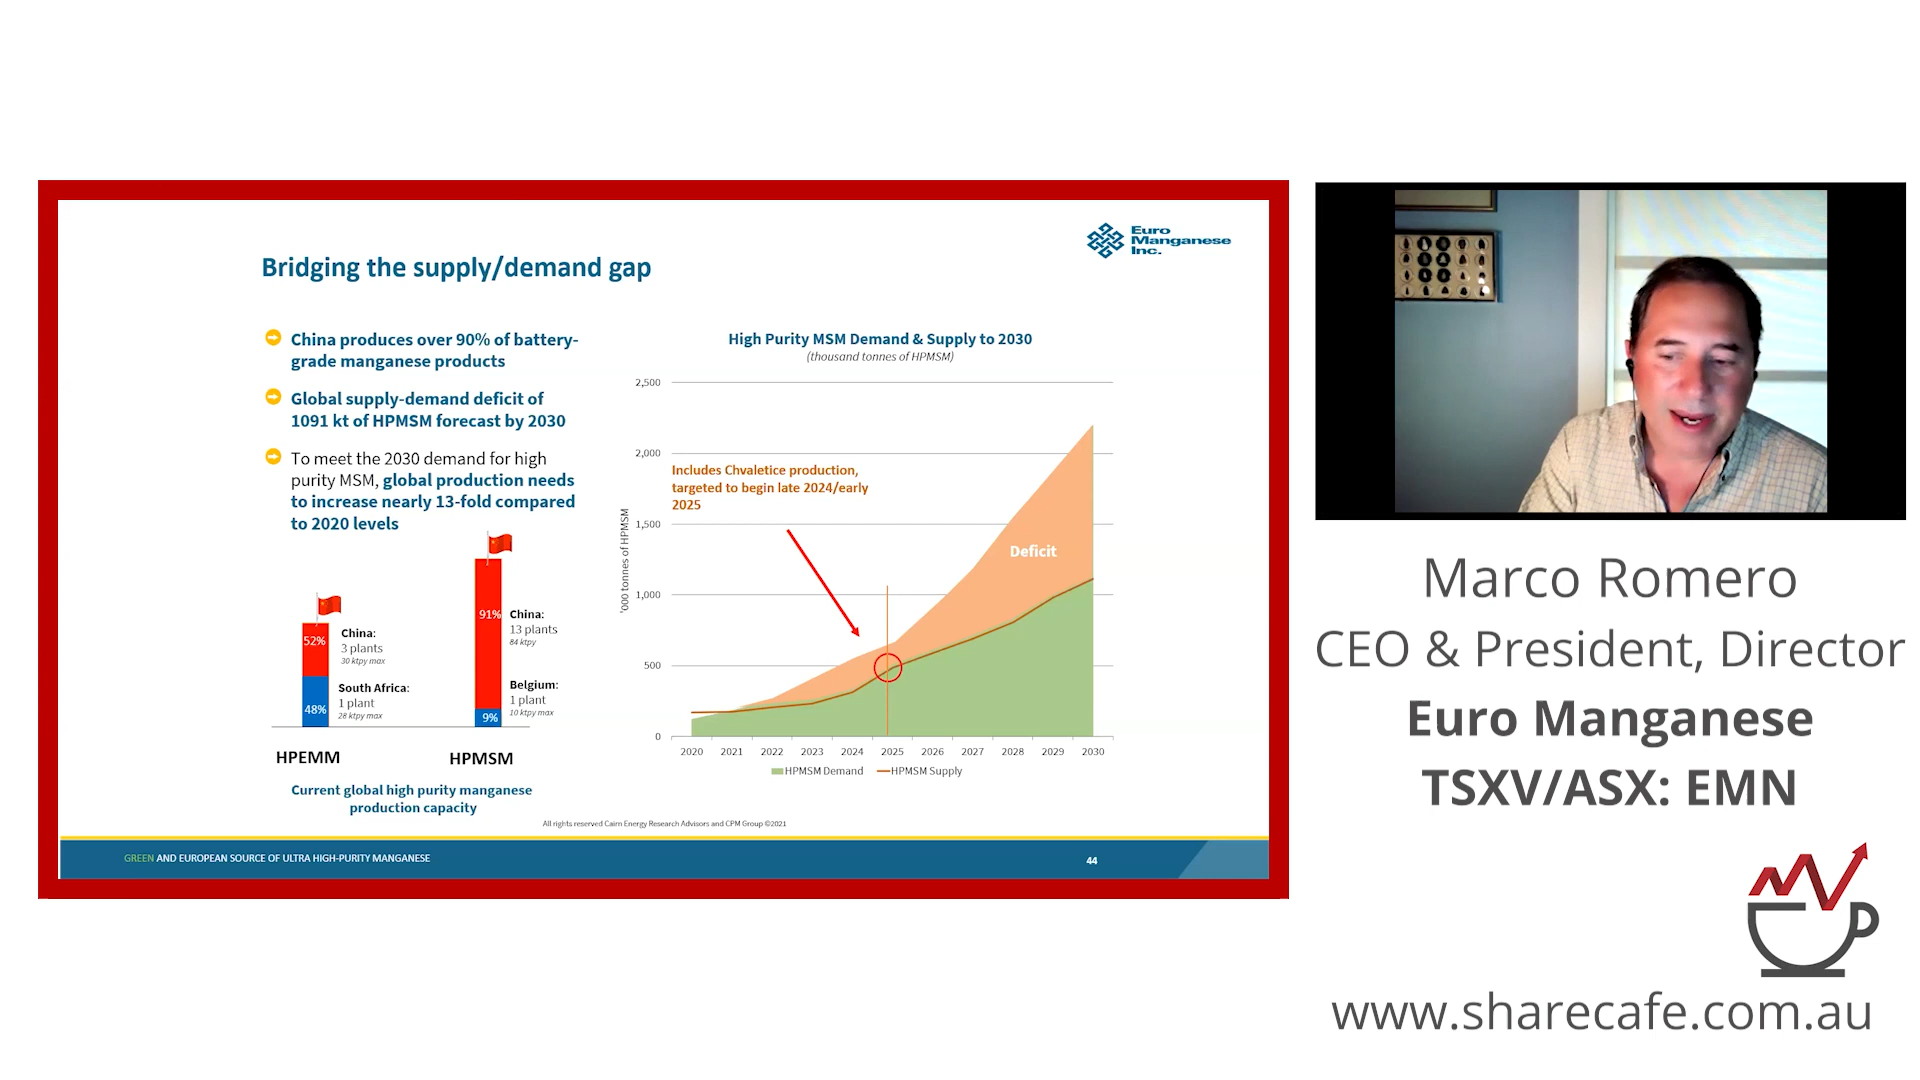 Euro
Manganese
Inc.
Bridging the supply/demand gap
China produces over 90% of battery-
grade manganese products
Global supply-demand deficit of
1091 kt of HPMSM forecast by 2030
To meet the 2030 demand for high
purity MSM, global production needs
to increase nearly 13-fold compared
to 2020 levels
52%
China:
3 plants
30 ktpy max
48%
South Africa:
1 plant
28 ktpy max
HPEMM
91%
China:
13 plants
84 ktpy
9%
Belgium:
1 plant
10 ktpy max
HPMSM
Current global high purity manganese
production capacity
High Purity MSM Demand & Supply to 2030
(thousand tonnes of HPMSM)
'000 tonnes of HPMSM
2,500
2,000
1,500
1,000
500
0
Includes Chvaletice production,
targeted to begin late 2024/early
2025
Deficit
2020 2021 2022 2023 2024 2025 2026 2027 2028 2029 2030
HPMSM Demand HPMSM Supply
All rights reserved Cairn Energy Research Advisors and CPM Group ©2021
GREEN AND EUROPEAN SOURCE OF ULTRA HIGH-PURITY MANGANESE
44
Marco Romero
CEO & President, Director
Euro Manganese
TSXV/ASX: EMN
www.sharecafe.com.au